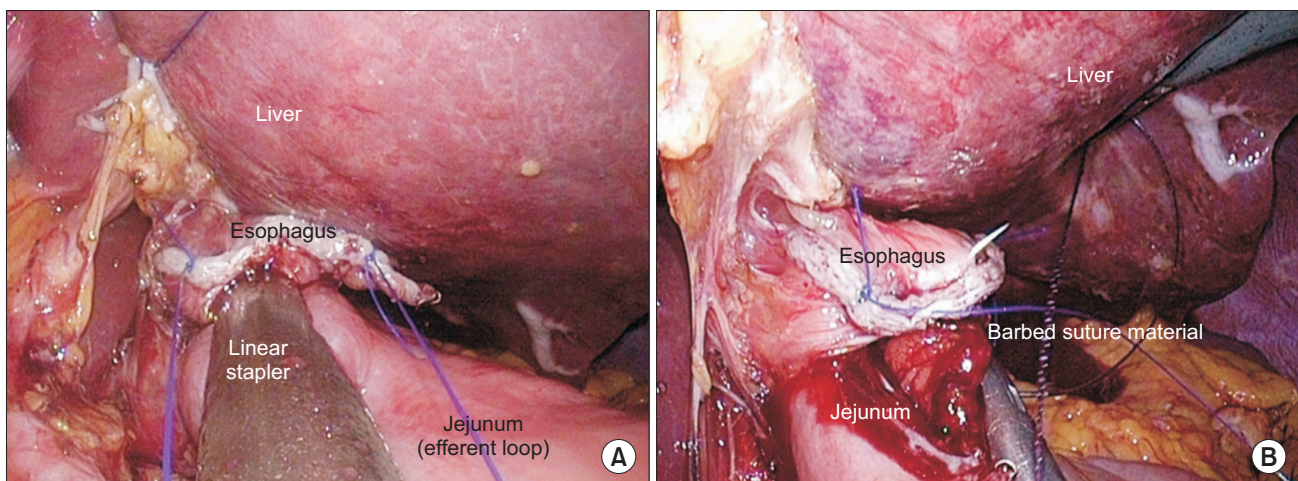 Liver
Esophagus
Linear
stapler
Jejunum
(efferent loop)
A
Liver
Esophagus
Barbed suture material
Jejunum
B